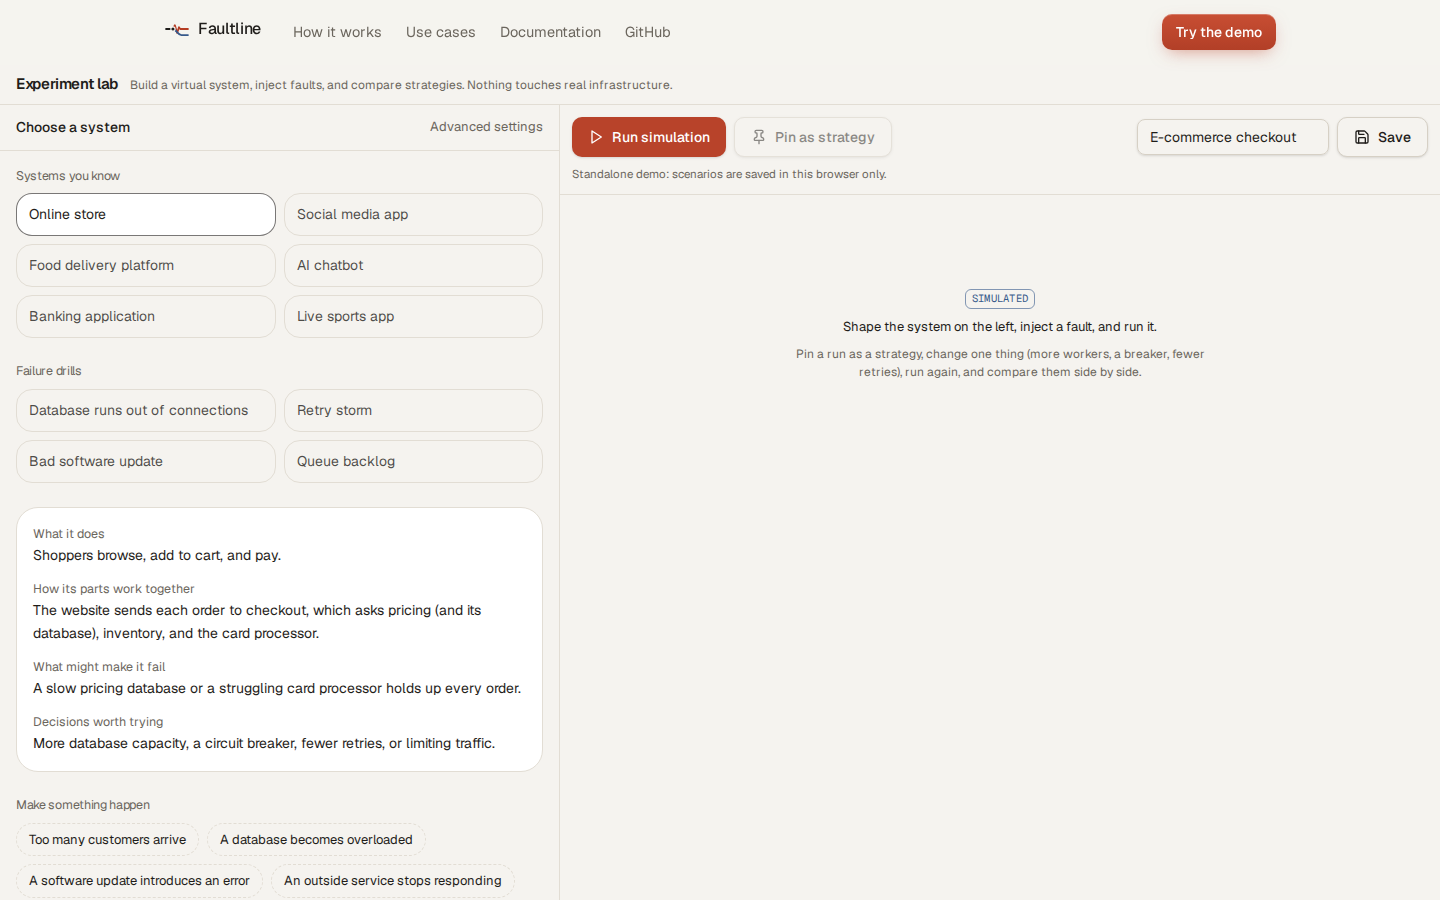 Faultline
How it works
Use cases
Documentation
GitHub
Try the demo
Experiment lab
Build a virtual system, inject faults, and compare strategies. Nothing touches real infrastructure.
Choose a system
Advanced settings
Systems you know
Online store
Social media app
Food delivery platform
AI chatbot
Banking application
Live sports app
Failure drills
Database runs out of connections
Retry storm
Bad software update
Queue backlog
What it does
Shoppers browse, add to cart, and pay.
How its parts work together
The website sends each order to checkout, which asks pricing (and its
database), inventory, and the card processor.
What might make it fail
A slow pricing database or a struggling card processor holds up every order.
Decisions worth trying
More database capacity, a circuit breaker, fewer retries, or limiting traffic.
Make something happen
Too many customers arrive
A database becomes overloaded
A software update introduces an error
An outside service stops responding
Run simulation
Pin as strategy
E-commerce checkout
Save
Standalone demo: scenarios are saved in this browser only.
SIMULATED
Shape the system on the left, inject a fault, and run it.
Pin a run as a strategy, change one thing (more workers, a breaker, fewer
retries), run again, and compare them side by side.